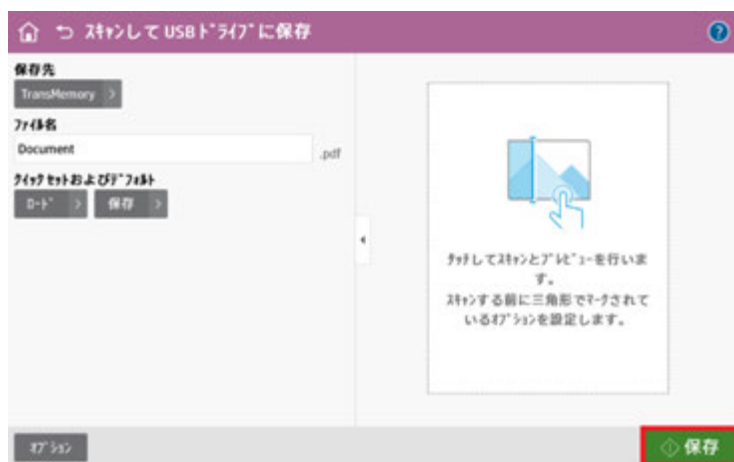 スキャンして USBドライブに保存
?
保存先
TransMemory >
ファイル名
Document
.pdf
クイックセットおよびデフォルト
ロード > 保存 >
タッチしてスキャンとプレビューを行いま
す。
スキャンする前に三角形でマークされて
いるオプションを設定します。
オプション
保存